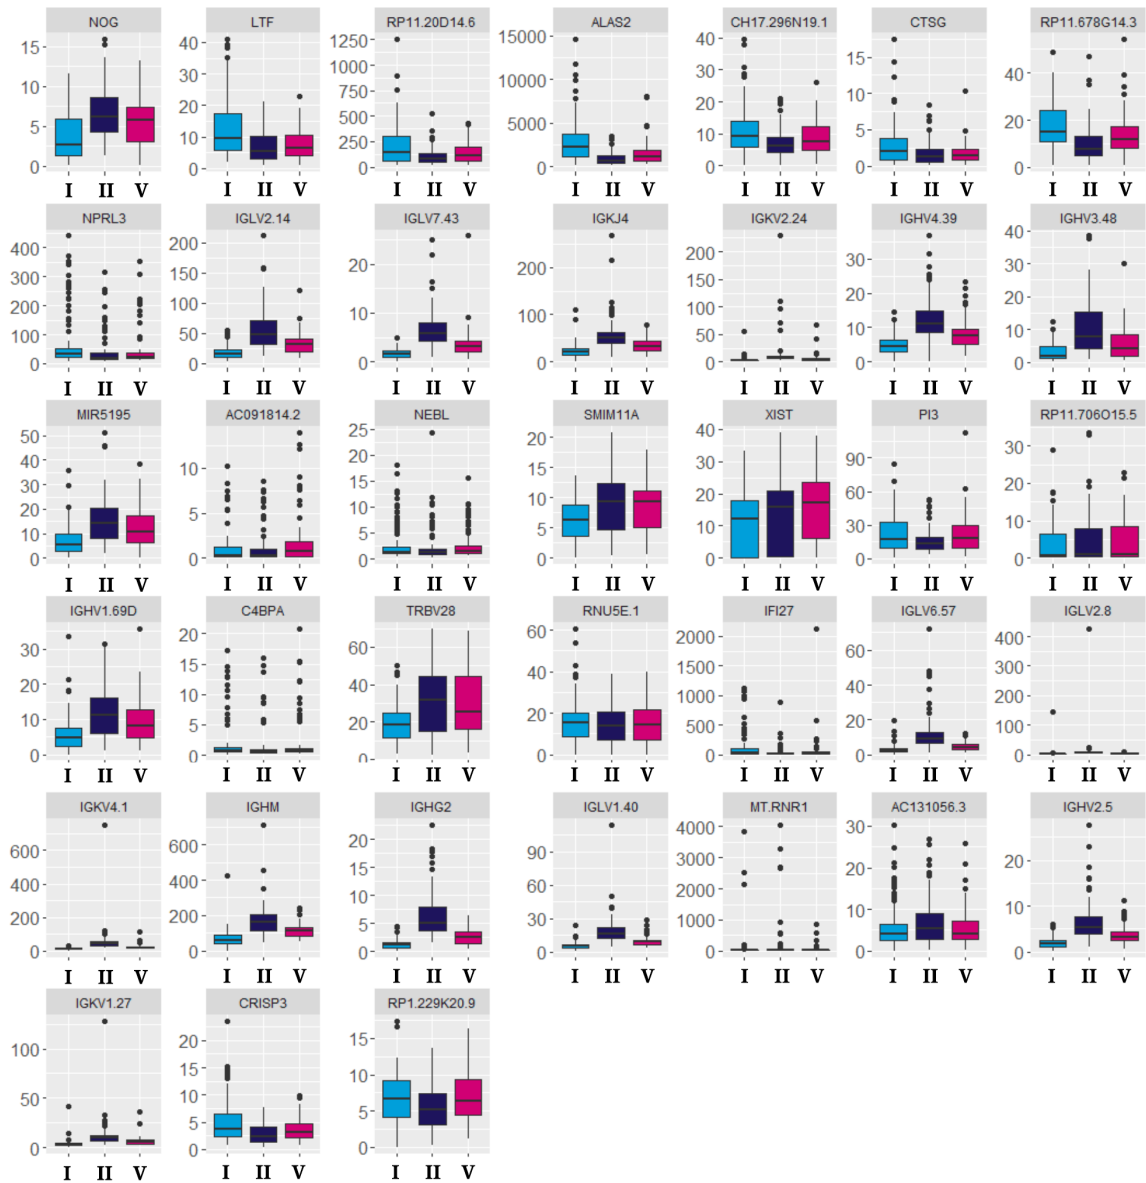 NOG LTF RP11.20D14.6 ALAS2 CH17.296N19.1 CTSG RP11.678G14.3
15 10 5 0
40 30 20 10 0
1250 1000 750 500 250 0
15000 10000 5000 0
40 30 20 10 0
15 10 5 0
40 20 0
I II V I II V I II V I II V I II V I II V I II V
NPRL3 IGLV2.14 IGLV7.43 IGKJ4 IGKV2.24 IGHV4.39 IGHV3.48
400 300 200 100 0
200 150 100 50 0
20 10 0
200 100 0
200 150 100 50 0
30 20 10 0
40 30 20 10 0
I II V I II V I II V I II V I II V I II V I II V
MIR5195 AC091814.2 NEBL SMIM11A XIST PI3 RP11.706O15.5
50 40 30 20 10 0
10 5 0
25 20 15 10 5 0
20 15 10 5 0
40 30 20 10 0
90 60 30 0
30 20 10 0
I II V I II V I II V I II V I II V I II V I II V
IGHV1.69D C4BPA TRBV28 RNU5E.1 IFI27 IGLV6.57 IGLV2.8
30 20 10 0
20 15 10 5 0
60 40 20 0
60 40 20 0
2000 1500 1000 500 0
60 40 20 0
400 300 200 100 0
I II V I II V I II V I II V I II V I II V I II V
IGKV4.1 IGHM IGHG2 IGLV1.40 MT.RNR1 AC131056.3 IGHV2.5
600 400 200 0
600 400 200 0
20 15 10 5 0
90 60 30 0
4000 3000 2000 1000 0
30 20 10 0
20 10 0
I II V I II V I II V I II V I II V I II V I II V
IGKV1.27 CRISP3 RP1.229K20.9
100 50 0
20 15 10 5 0
15 10 5 0
I II V I II V I II V